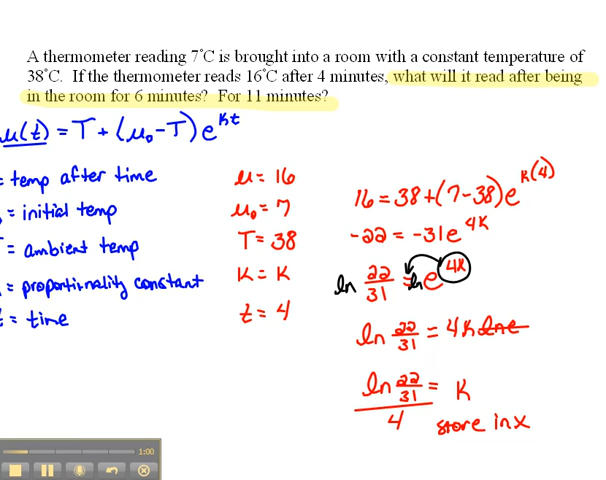 A thermometer reading 7°C is brought into a room with a constant temperature of
38°C. If the thermometer reads 16°C after 4 minutes, what will it read after being
in the room for 6 minutes? For 11 minutes?
u(t) = T + (u₀ - T)e^kt
= temp after time
= initial temp
= ambient temp
= proportionality constant
= time
u = 16
u₀ = 7
T = 38
K = K
t = 4
16 = 38 + (7 - 38)e^k(4)
-22 = -31e^4K
ln 22/31 = ln e^4K
ln 22/31 = 4K lne
ln 22/31 / 4 = K
store in x
1:00